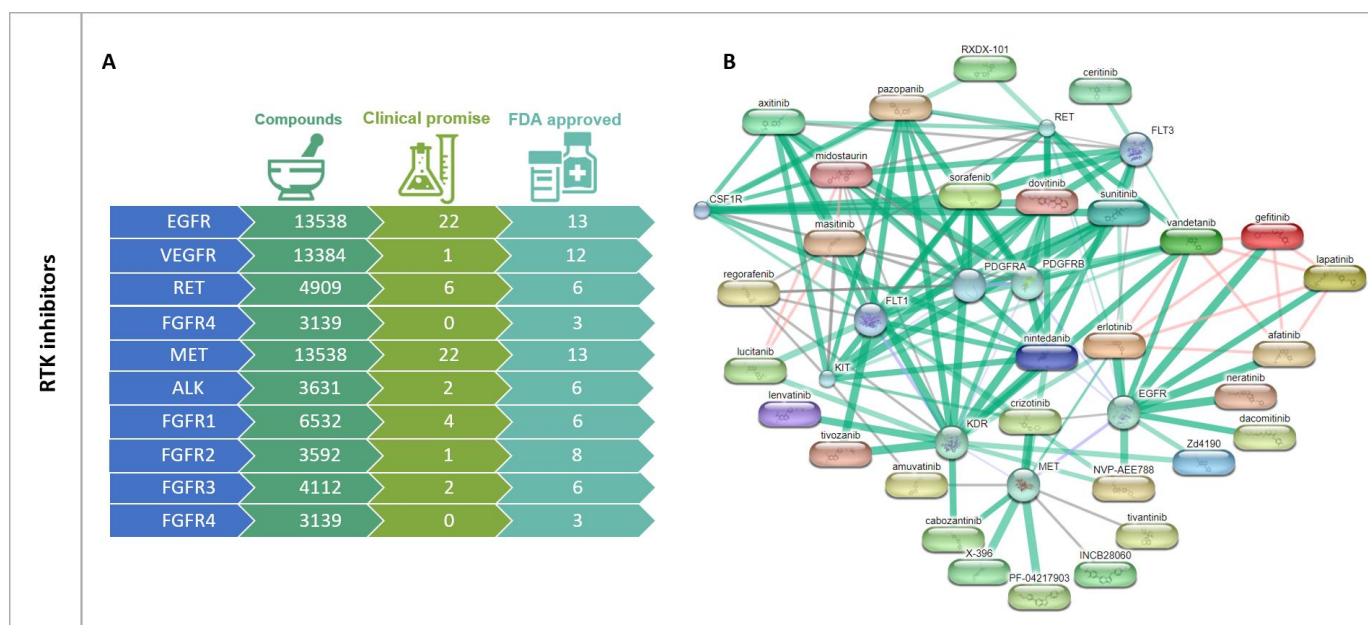 RTK inhibitors
A
Compounds Clinical promise FDA approved
EGFR 13538 22 13
VEGFR 13384 1 12
RET 4909 6 6
FGFR4 3139 0 3
MET 13538 22 13
ALK 3631 2 6
FGFR1 6532 4 6
FGFR2 3592 1 8
FGFR3 4112 2 6
FGFR4 3139 0 3
B
RXDX-101
ceritinib
pazopanib
axitinib
RET
FLT3
midostaurin
sorafenib
dovitinib
sunitinib
CSF1R
masitinib
vandetanib
gefitinib
lapatinib
regorafenib
PDGFRA
PDGFRB
FLT1
nintedanib
erlotinib
afatinib
lucitanib
KIT
EGFR
neratinib
lenvatinib
crizotinib
dacomitinib
tivozanib
KDR
Zd4190
amuvatinib
MET
NVP-AEE788
cabozantinib
tivantinib
X-396
INCB28060
PF-04217903